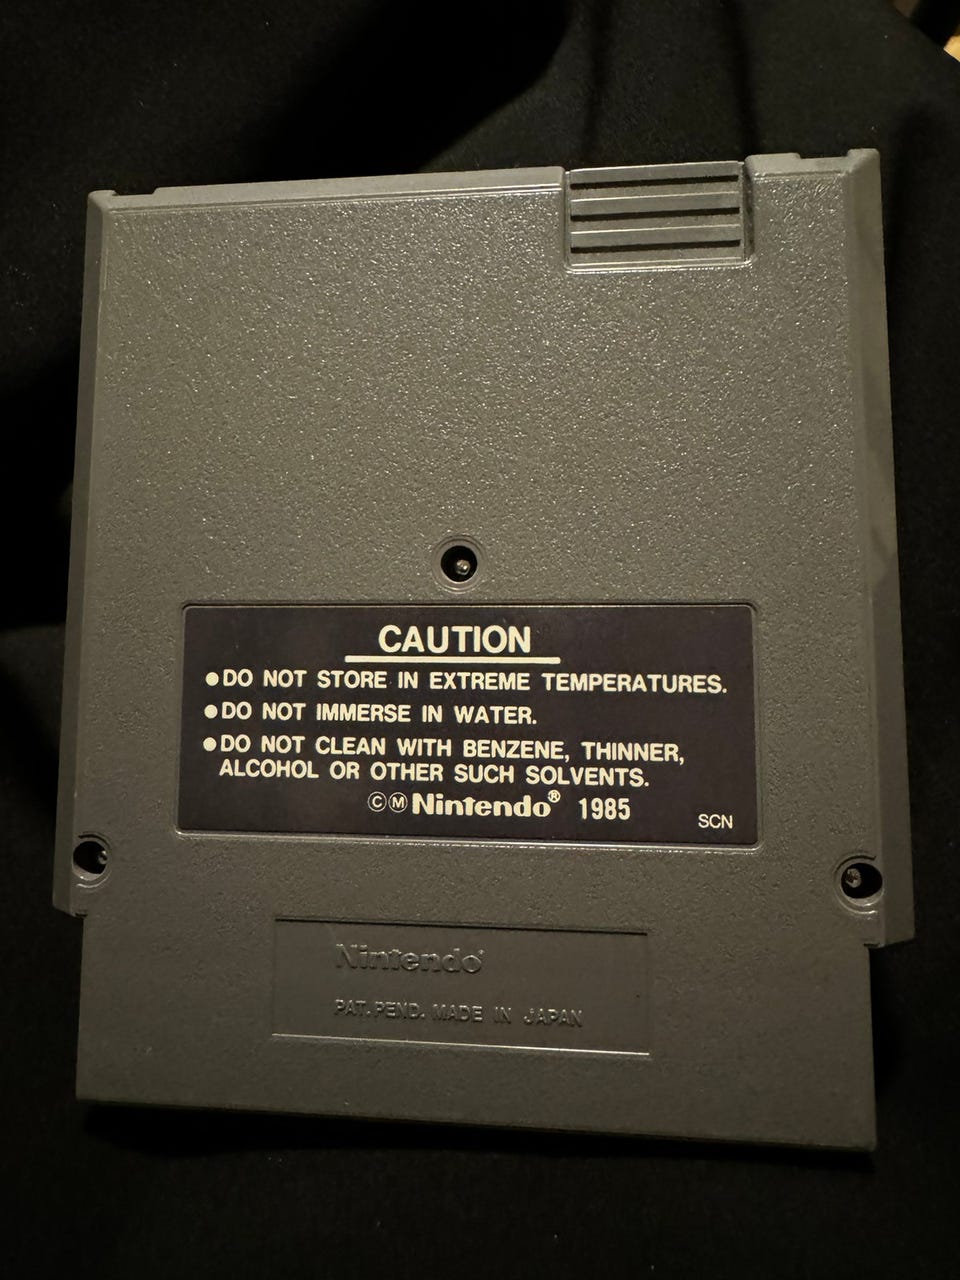 CAUTION
●DO NOT STORE IN EXTREME TEMPERATURES.
●DO NOT IMMERSE IN WATER.
●DO NOT CLEAN WITH BENZENE, THINNER,
ALCOHOL OR OTHER SUCH SOLVENTS.
ⒸⓂNintendo® 1985
SCN
Nintendo®
PAT. PEND. MADE IN JAPAN